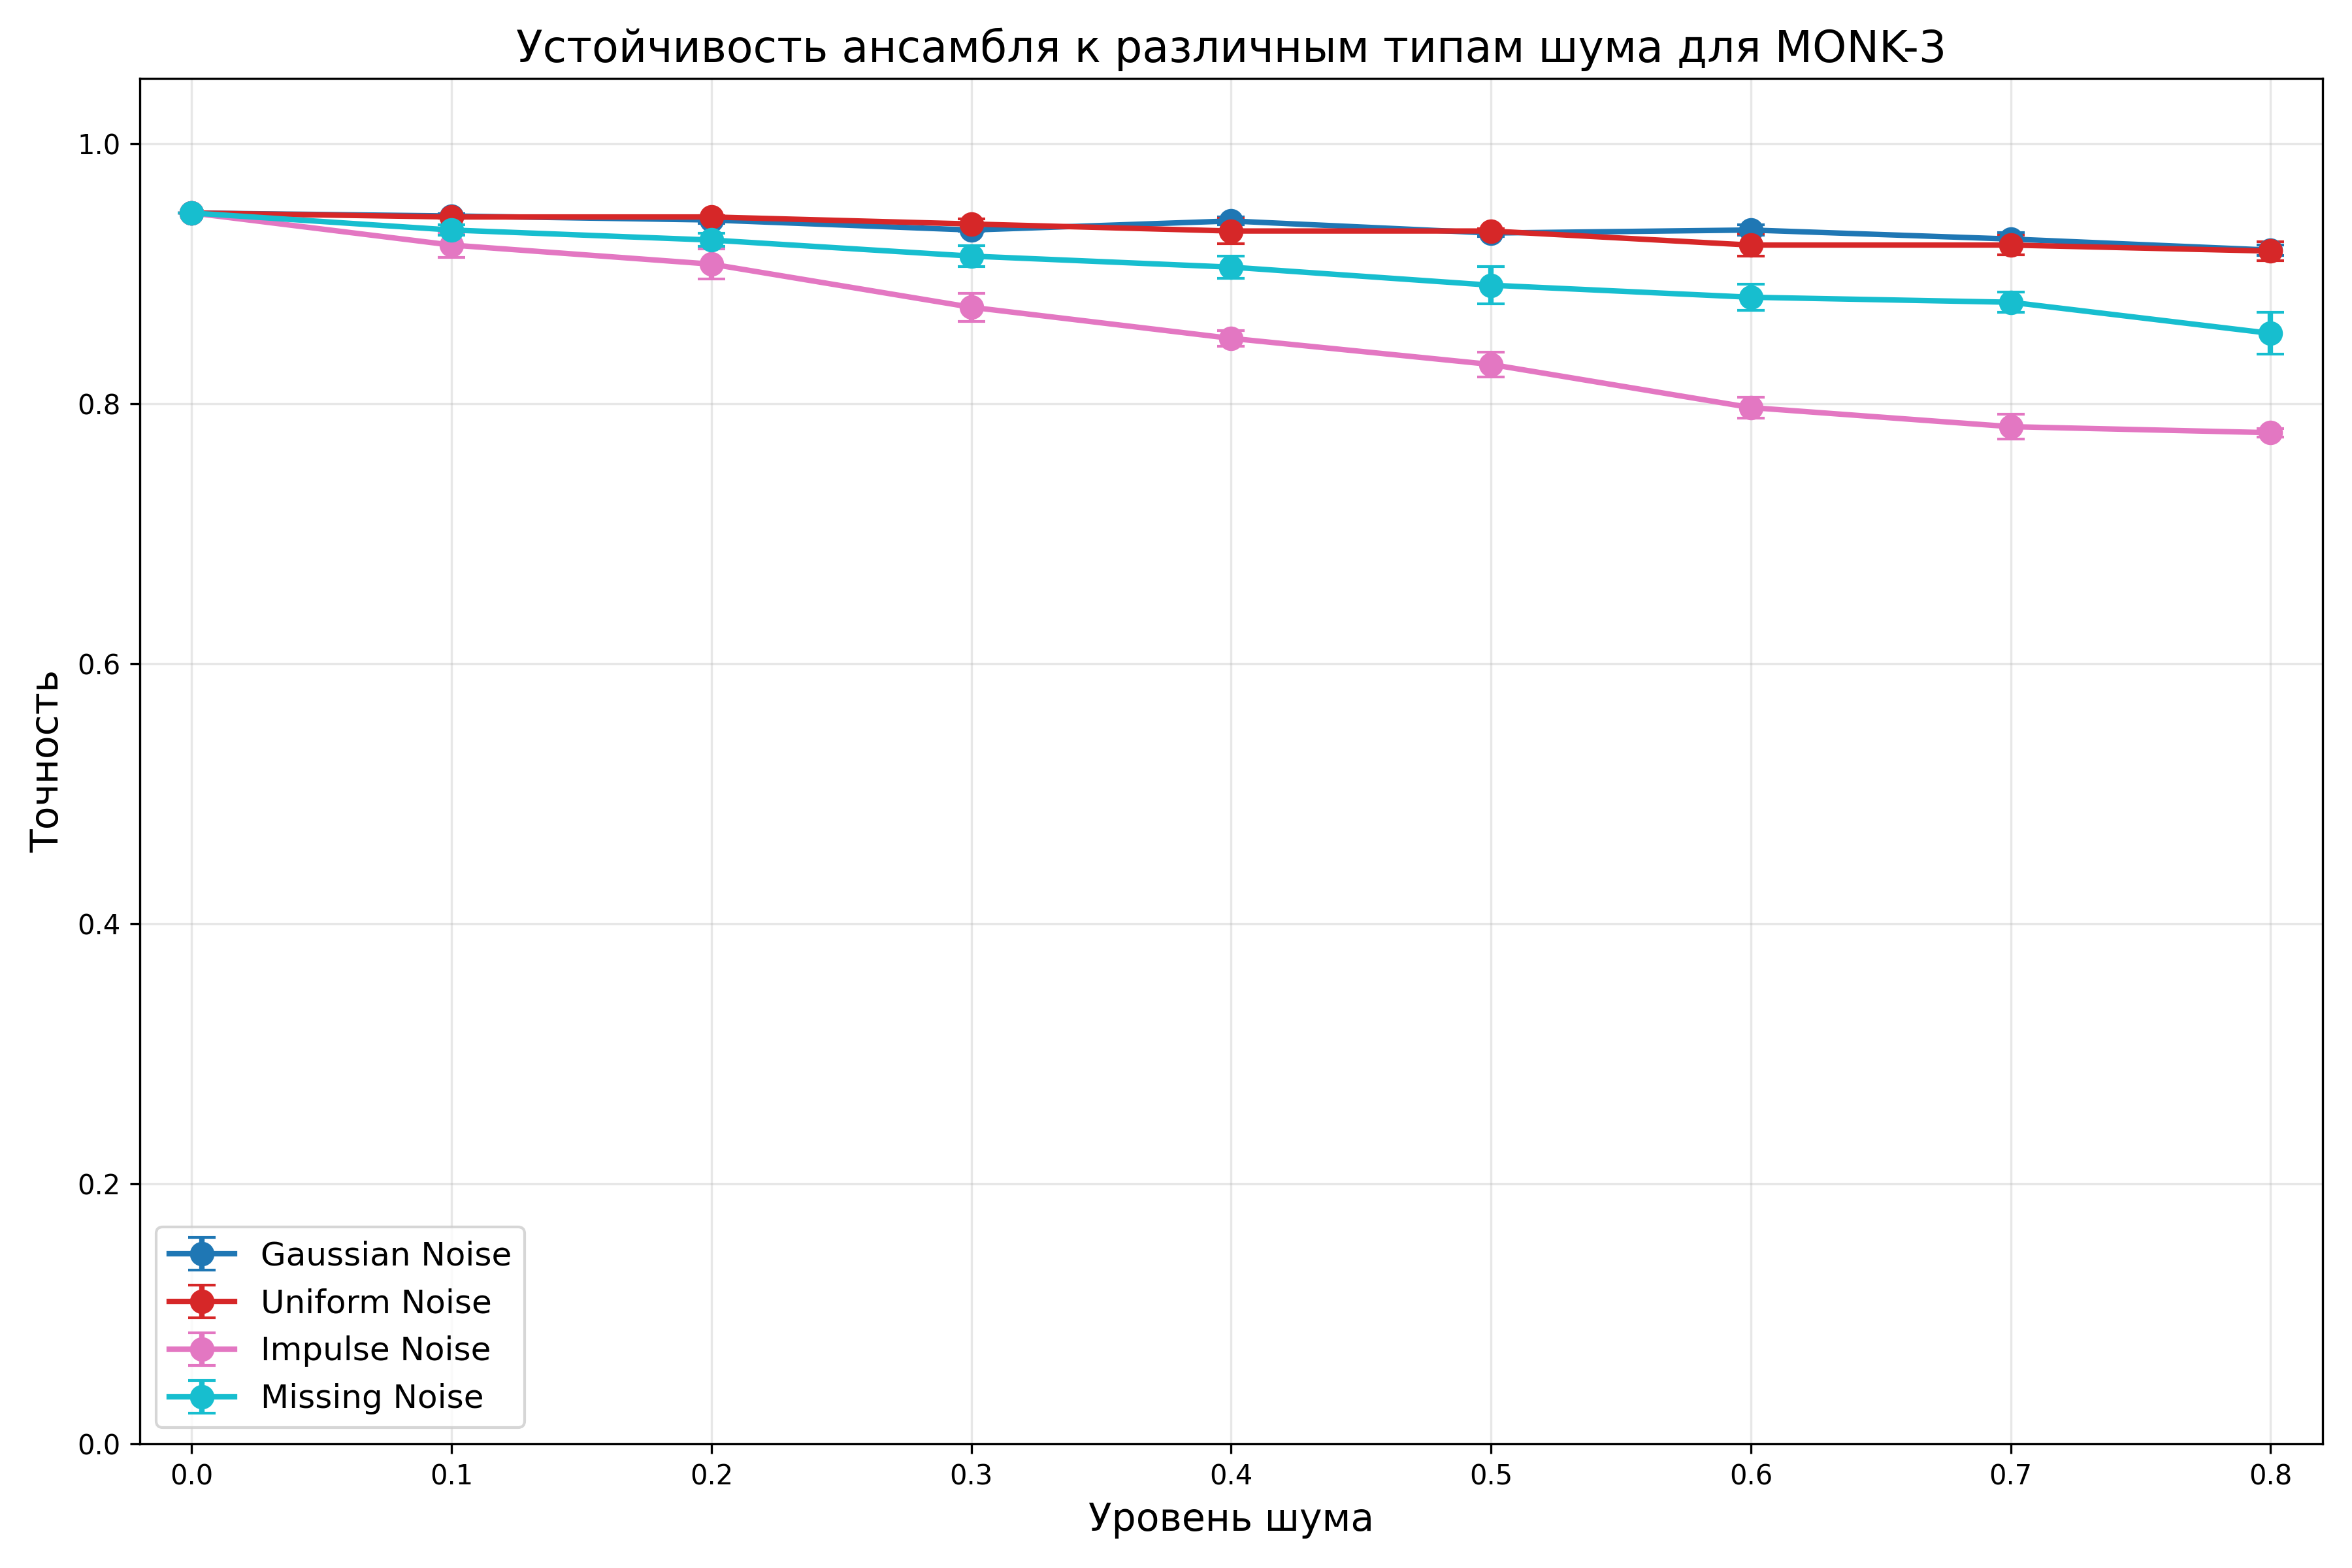 Устойчивость ансамбля к различным типам шума для MONK-3
Точность
1.0
0.8
0.6
0.4
0.2
0.0
Gaussian Noise
Uniform Noise
Impulse Noise
Missing Noise
0.0 0.1 0.2 0.3 0.4 0.5 0.6 0.7 0.8
Уровень шума